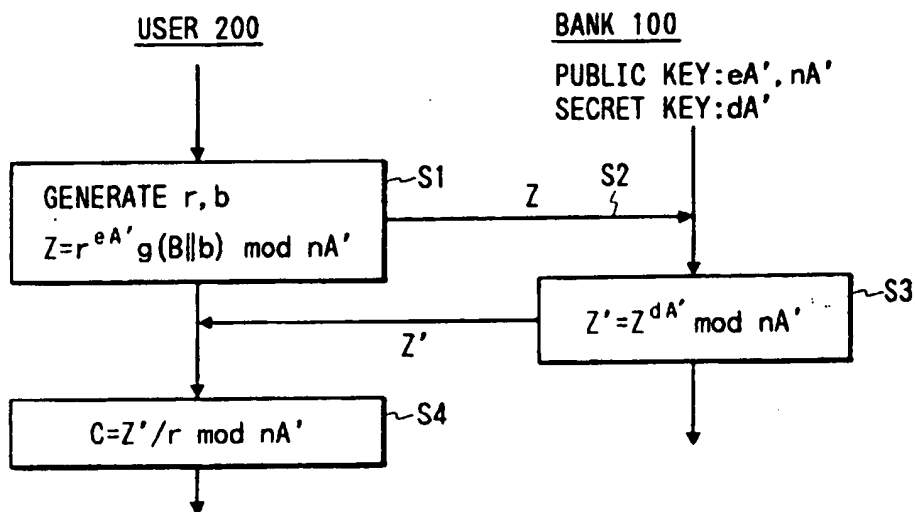 USER 200
BANK 100
PUBLIC KEY:eA',nA'
SECRET KEY:dA'
GENERATE r,b
Z=r^eA' g(B‖b) mod nA'
S1
Z
S2
Z'=Z^dA' mod nA'
S3
Z'
C=Z'/r mod nA'
S4